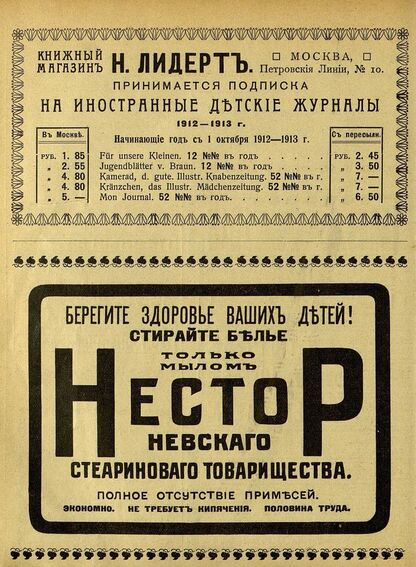 КНИЖНЫЙ МАГАЗИНЪ Н. ЛИДЕРТЪ. МОСКВА, Петровскія Линіи, № 10.
ПРИНИМАЕТСЯ ПОДПИСКА
НА ИНОСТРАННЫЕ ДѢТСКІЕ ЖУРНАЛЫ
1912—1913 г.
Въ Москвѣ. Начинающіе годъ съ 1 октября 1912—1913 г. Съ пересылк.
РУБ. 1. 85 Für unsere Kleinen. 12 №№ въ годъ . . . . . . РУБ. 2. 45
„ 2. 55 Jugendblätter v. Braun. 12 №№ въ годъ . . . . . „ 3. 50
„ 4. 80 Kamerad, d. gute. Illustr. Knabenzeitung. 52 №№ въ г. „ 7. —
„ 4. 80 Kränzchen, das Illustr. Mädchenzeitung. 52 №№ въ г. „ 7. —
„ 5. — Mon Journal. 52 №№ въ годъ. . . . . . . „ 6. 50
БЕРЕГИТЕ ЗДОРОВЬЕ ВАШИХЪ ДѢТЕЙ!
СТИРАЙТЕ БѢЛЬЕ
ТОЛЬКО
МЫЛОМЪ
НЕСТОР
НЕВСКАГО
СТЕАРИНОВАГО ТОВАРИЩЕСТВА.
ПОЛНОЕ ОТСУТСТВІЕ ПРИМѢСЕЙ.
ЭКОНОМНО. НЕ ТРЕБУЕТЪ КИПЯЧЕНІЯ. ПОЛОВИНА ТРУДА.